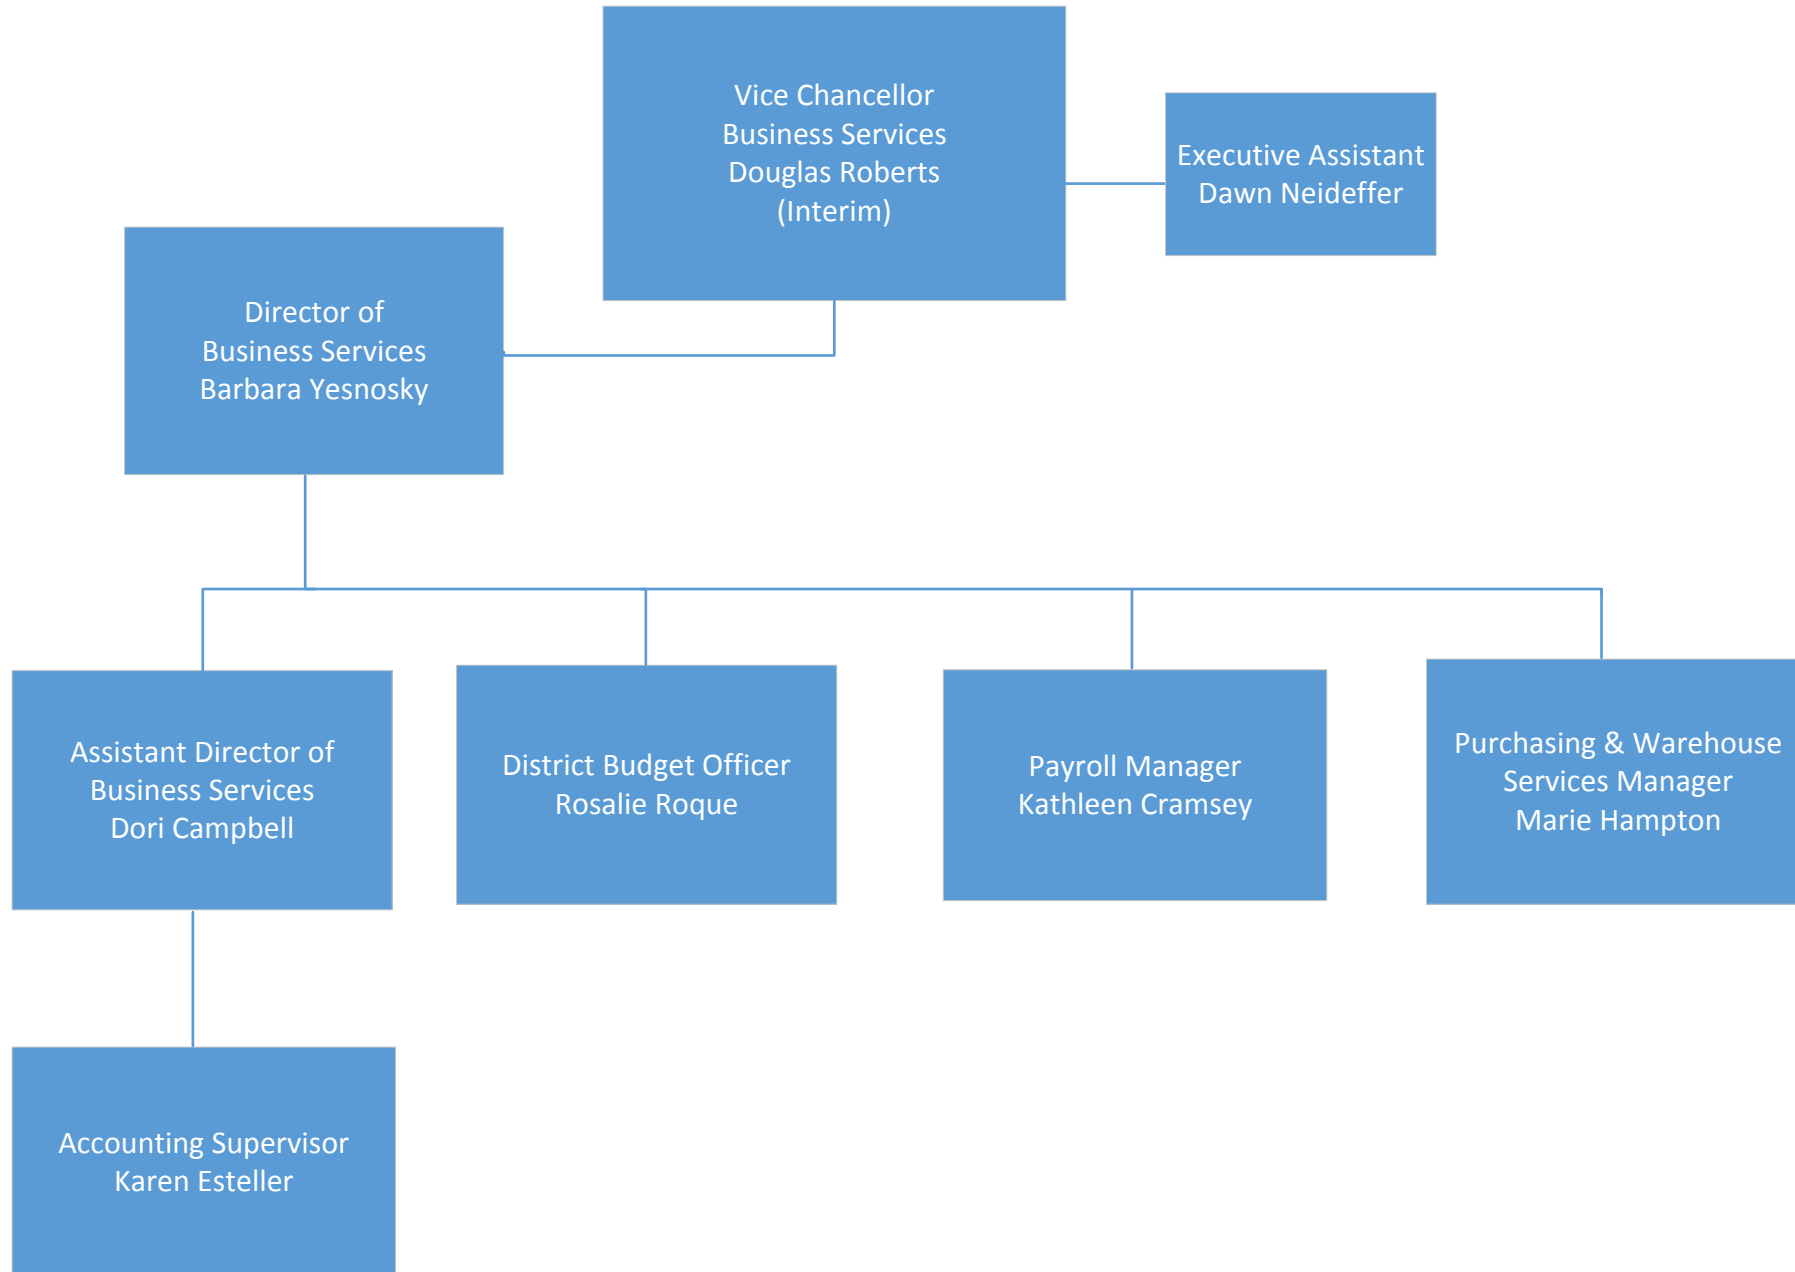 Vice Chancellor
Business Services
Douglas Roberts
(Interim)
Executive Assistant
Dawn Neideffer
Director of
Business Services
Barbara Yesnosky
Assistant Director of
Business Services
Dori Campbell
District Budget Officer
Rosalie Roque
Payroll Manager
Kathleen Cramsey
Purchasing & Warehouse
Services Manager
Marie Hampton
Accounting Supervisor
Karen Esteller